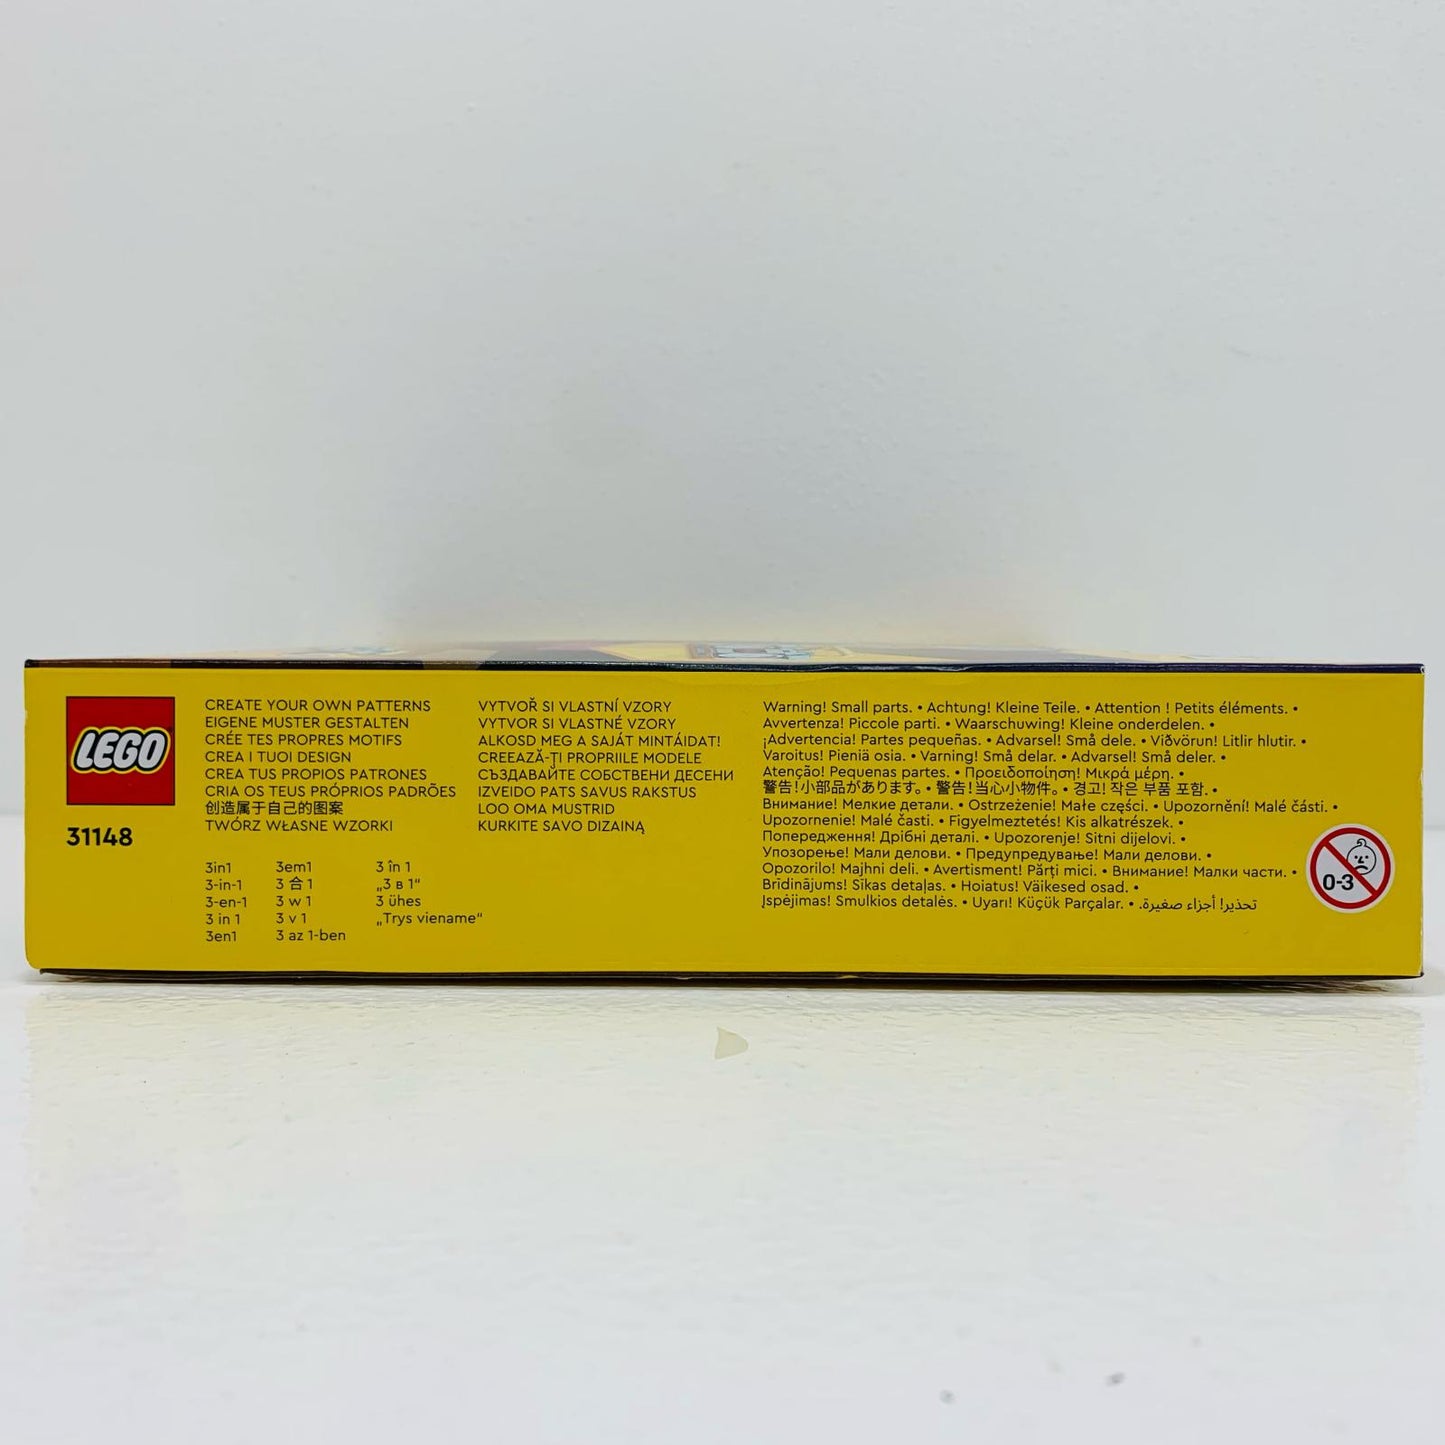 LEGO
31148
CREATE YOUR OWN PATTERNS
EIGENE MUSTER GESTALTEN
CRÉE TES PROPRES MOTIFS
CREA I TUOI DESIGN
CREA TUS PROPIOS PATRONES
CRIA OS TEUS PRÓPRIOS PADRÕES
创造属于自己的图案
TWÓRZ WŁASNE WZORKI
VYTVOŘ SI VLASTNÍ VZORY
VYTVOR SI VLASTNÉ VZORY
ALKOSD MEG A SAJÁT MINTÁIDAT!
CREEAZĂ-ȚI PROPRIILE MODELE
СЪЗДАВАЙТЕ СОБСТВЕНИ ДЕСЕНИ
IZVEIDO PATS SAVUS RAKSTUS
LOO OMA MUSTRID
KURKITE SAVO DIZAINĄ
3in1
3-in-1
3-en-1
3 in 1
3en1
3em1
3 合 1
3 w 1
3 v 1
3 az 1-ben
3 în 1
„3 в 1“
3 ühes
„Trys viename“
Warning! Small parts. • Achtung! Kleine Teile. • Attention ! Petits éléments. •
Avvertenza! Piccole parti. • Waarschuwing! Kleine onderdelen. •
¡Advertencia! Partes pequeñas. • Advarsel! Små dele. • Viðvörun! Litlir hlutir. •
Varoitus! Pieniä osia. • Varning! Små delar. • Advarsel! Små deler. •
Atenção! Pequenas partes. • Προειδοποίηση! Μικρά μέρη. •
警告!小部品があります。• 警告!当心小物件。• 경고! 작은 부품 포함. •
Внимание! Мелкие детали. • Ostrzeżenie! Małe części. • Upozornění! Malé části. •
Upozornenie! Malé časti. • Figyelmeztetés! Kis alkatrészek. •
Попередження! Дрібні деталі. • Upozorenje! Sitni dijelovi. •
Упозорење! Мали делови. • Предупредување! Мали делови. •
Opozorilo! Majhni deli. • Avertisment! Părți mici. • Внимание! Малки части. •
Brīdinājums! Sīkas detaļas. • Hoiatus! Väikesed osad. •
Įspėjimas! Smulkios detalės. • Uyarı! Küçük Parçalar. • تحذير! أجزاء صغيرة.
0-3